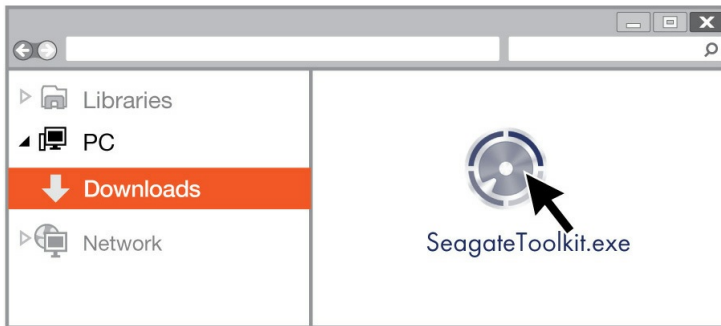 Libraries
PC
Downloads
Network
SeagateToolkit.exe